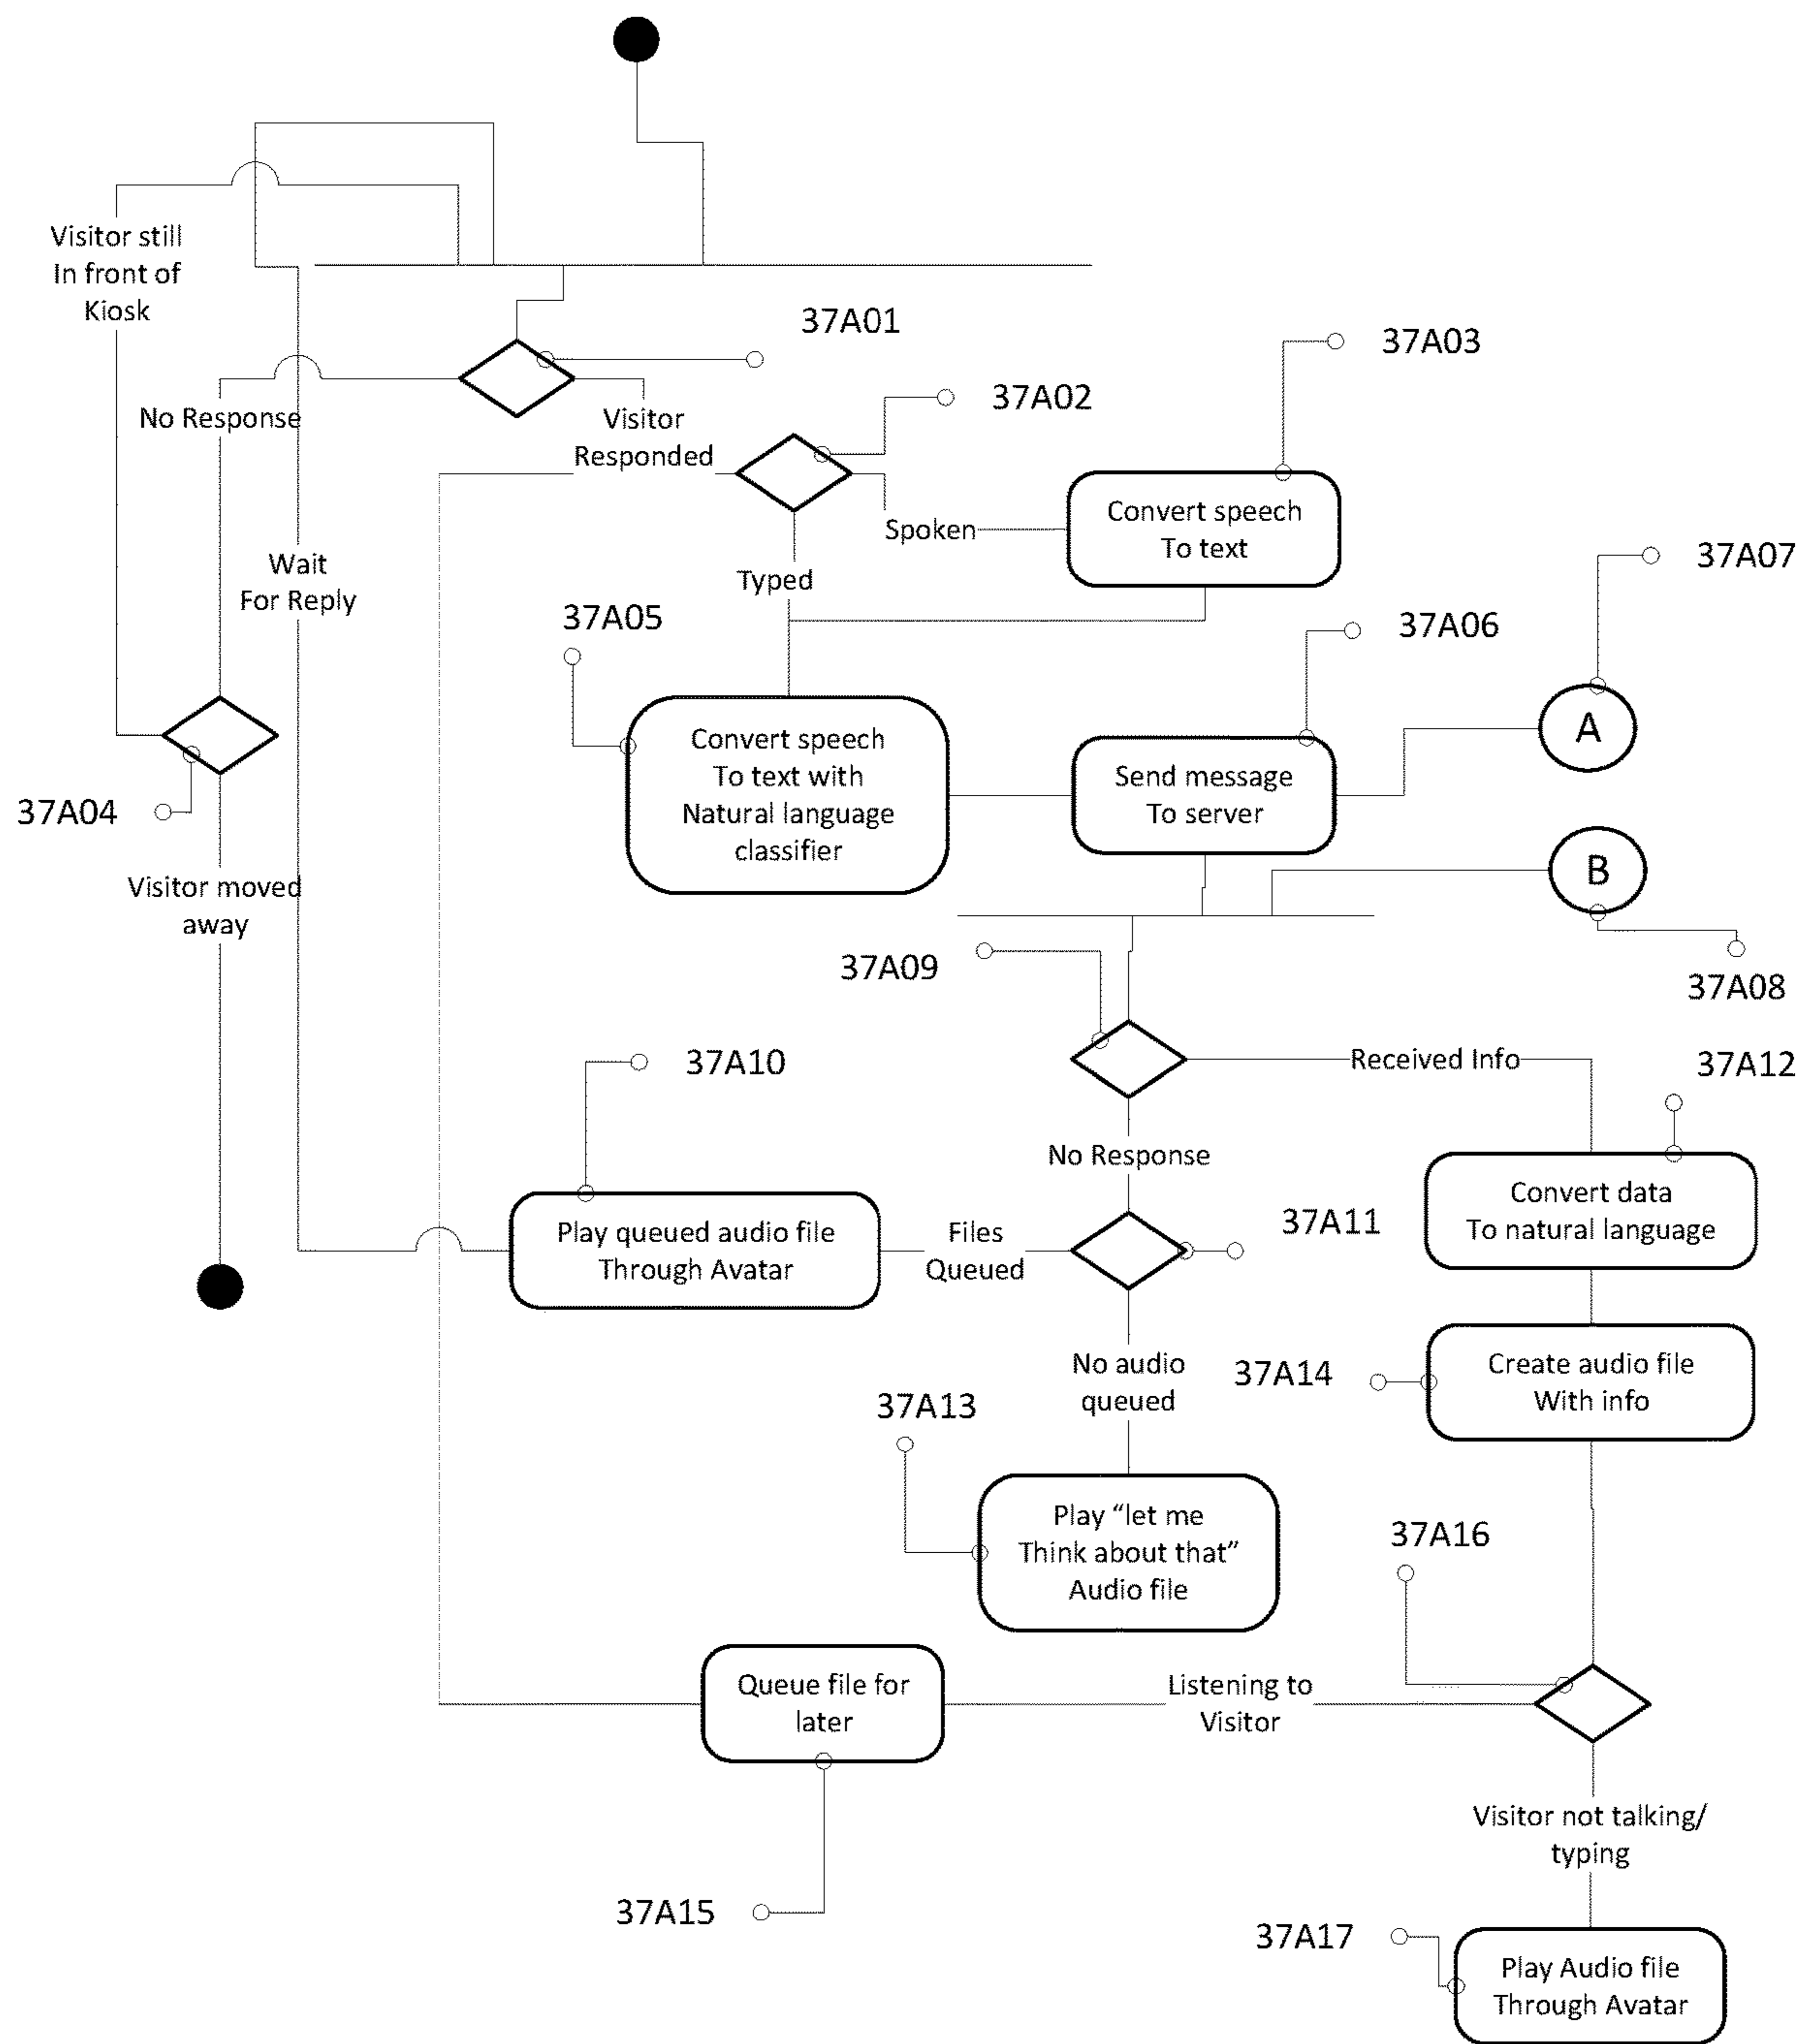 Visitor still
In front of
Kiosk
37A01
37A03
37A02
No Response
Visitor
Responded
Convert speech
To text
Spoken
37A07
Wait
For Reply
Typed
37A05
37A06
Convert speech
To text with
Natural language
classifier
Send message
To server
A
37A04
B
Visitor moved
away
37A09
37A08
37A10
Received Info
37A12
No Response
Convert data
To natural language
37A11
Play queued audio file
Through Avatar
Files
Queued
No audio
queued
37A14
Create audio file
With info
37A13
Play “let me
Think about that”
Audio file
37A16
Queue file for
later
Listening to
Visitor
Visitor not talking/
typing
37A15
37A17
Play Audio file
Through Avatar